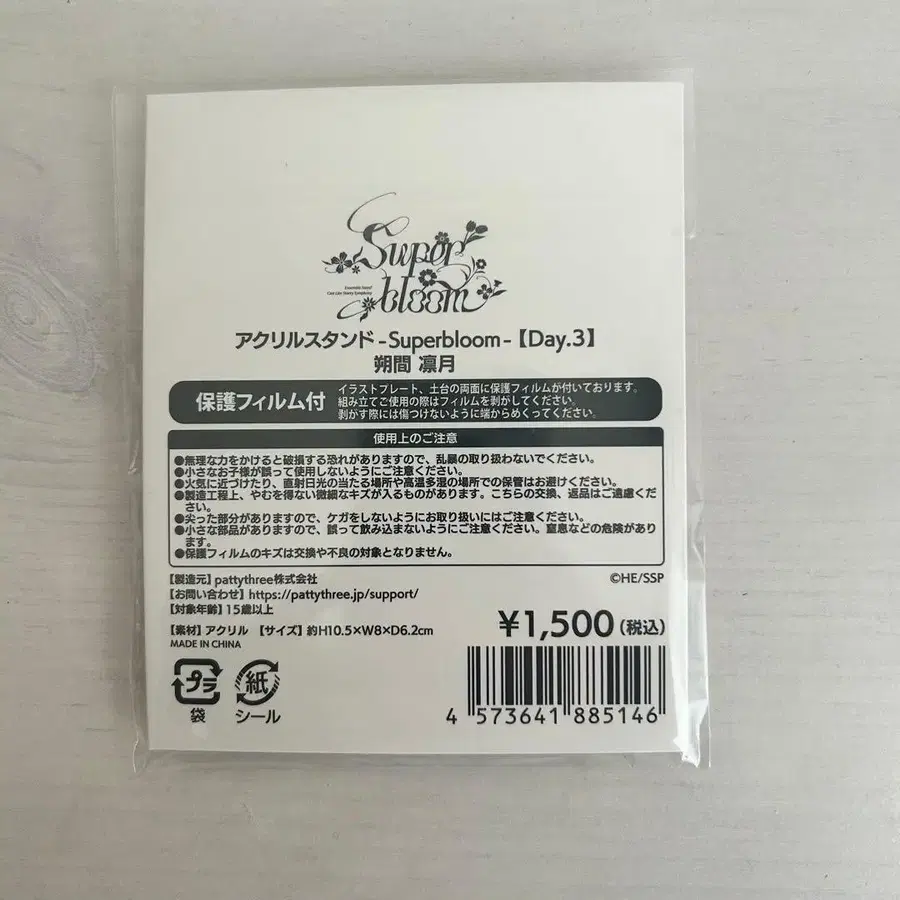 Super
bloom
Ensemble Stars!!
アクリルスタンド -Superbloom-【Day.3】
朔間 凛月
保護フィルム付
イラストプレート、土台の両面に保護フィルムが付いております。
組み立てご使用の際はフィルムを剥がしてください。
剥がす際には傷つけないように端からめくってください。
使用上のご注意
●無理な力をかけると破損する恐れがありますので、乱暴の取り扱わないでください。
●小さなお子様が誤って使用しないようにご注意ください。
●火気に近づけたり、直射日光の当たる場所や高温多湿の場所での保管はお避けください。
●製造工程上、やむを得ない微細なキズが入るものがあります。こちらの交換、返品はご遠慮くだ
さい。
●尖った部分がありますので、ケガをしないようにお取り扱いにはご注意ください。
●小さな部品がありますので、誤って飲み込まないようにご注意ください。窒息などの危険があり
ます。
●保護フィルムのキズは交換や不良の対象となりません。
【製造元】pattythree株式会社
©HE/SSP
【お問い合わせ】https://pattythree.jp/support/
【対象年齢】15歳以上
【素材】アクリル 【サイズ】約H10.5×W8×D6.2cm
MADE IN CHINA
¥1,500(税込)
プラ
袋
紙
シール
4 573641 885146